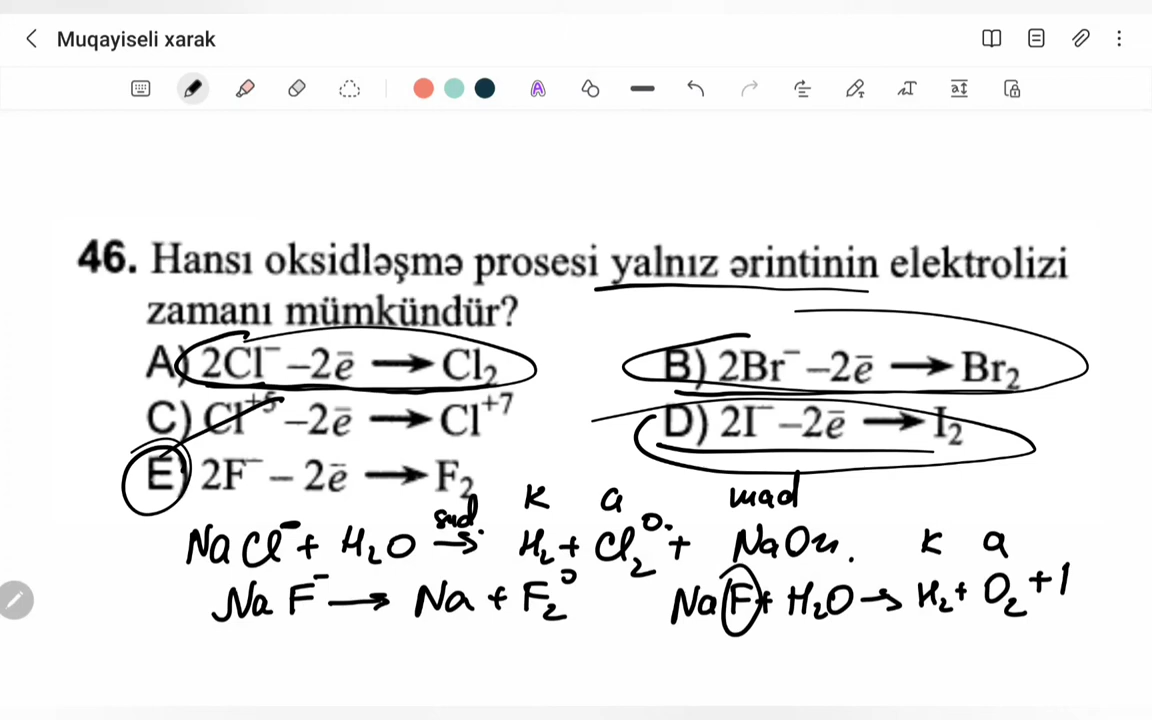 Muqayiseli xarak
46. Hansı oksidləşmə prosesi yalnız ərintinin elektrolizi
zamanı mümkündür?
A) 2Cl⁻ –2ē → Cl₂ B) 2Br⁻ –2ē → Br₂
C) Cl⁺⁵ –2ē → Cl⁺⁷ D) 2I⁻ –2ē → I₂
E) 2F⁻ – 2ē → F₂
K a məd
NaCl⁻ + H₂O → H₂ + Cl₂⁰ + NaOH. K a
NaF⁻ → Na + F₂⁰ NaF + H₂O → H₂ + O₂ +1